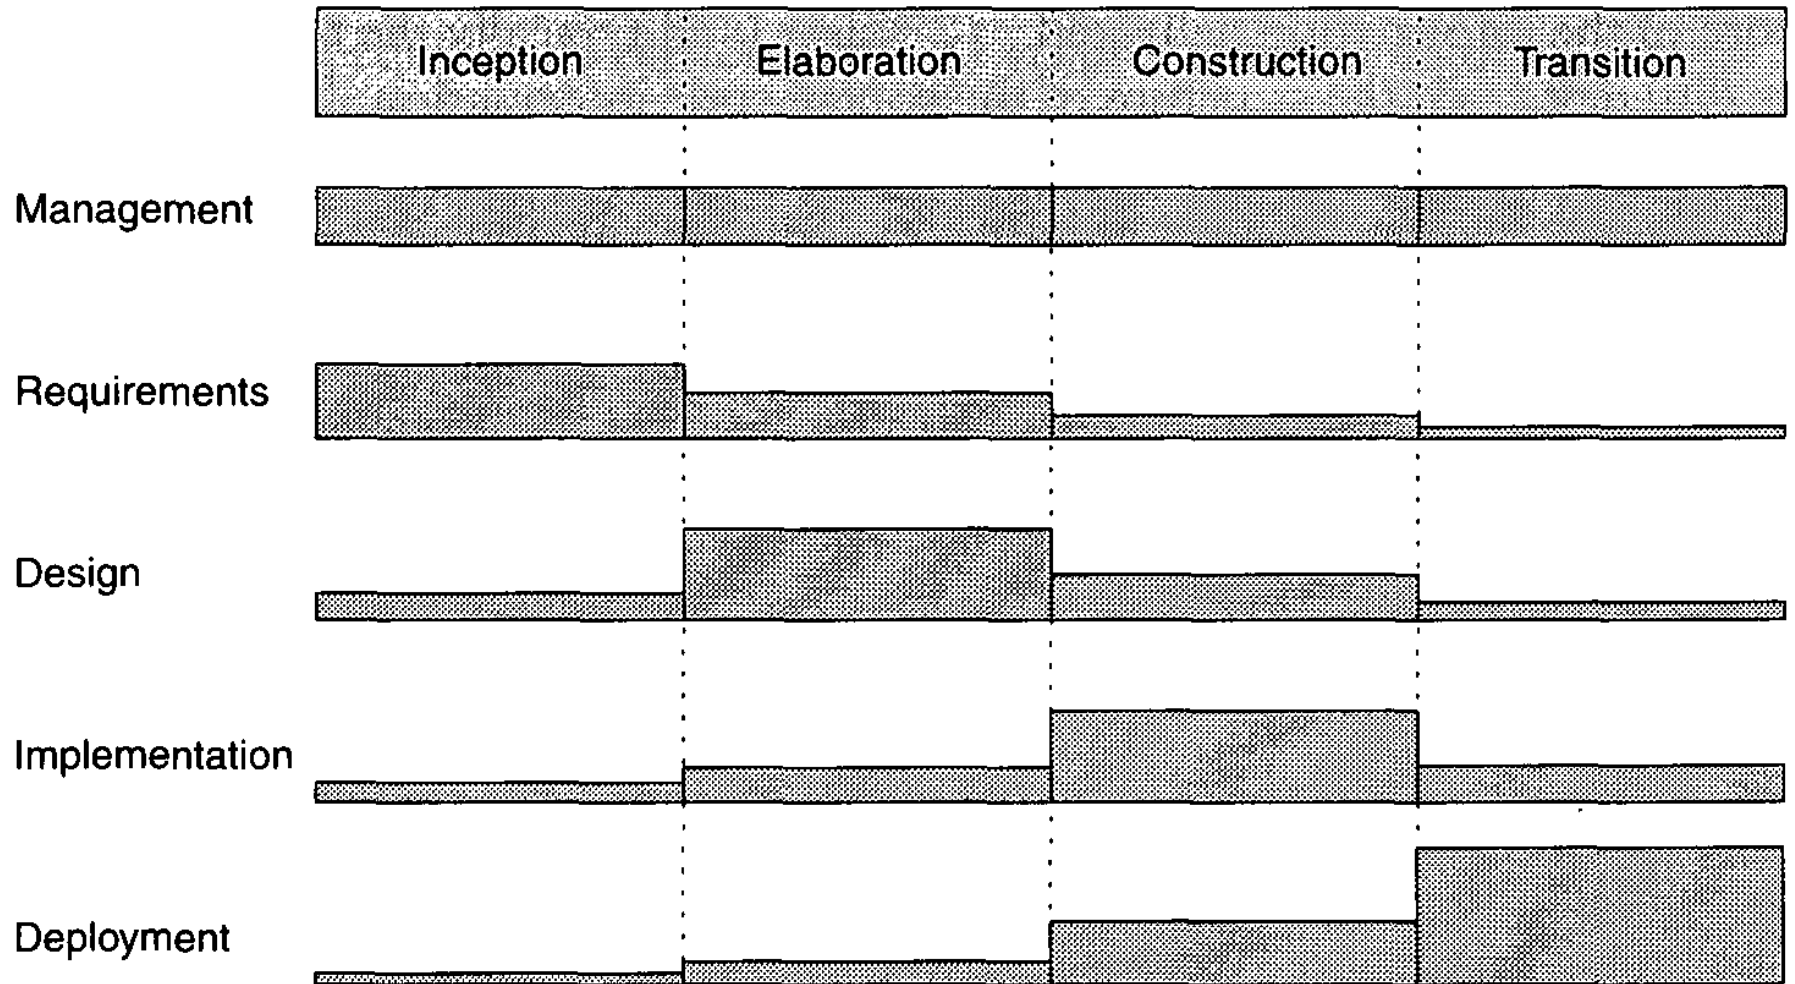 Inception Elaboration Construction Transition
Management
Requirements
Design
Implementation
Deployment